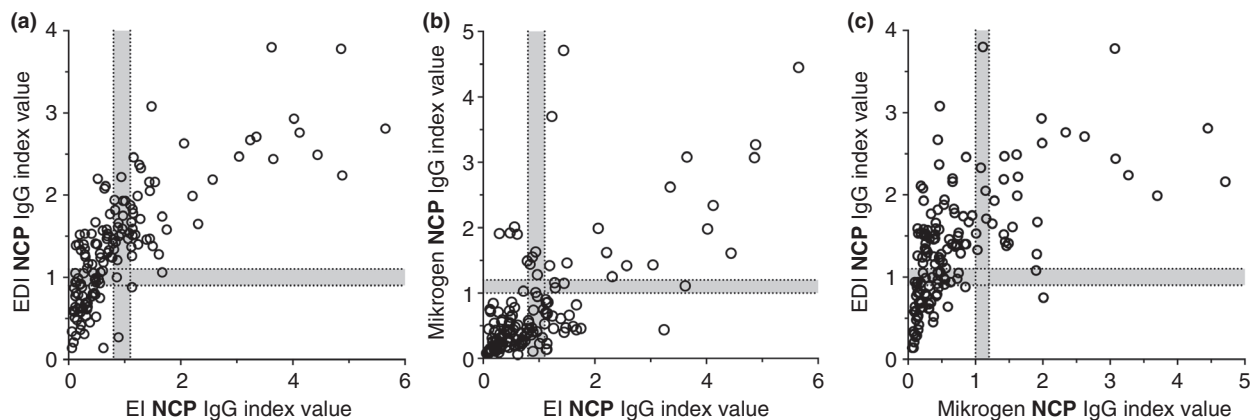 (a)
EDI NCP IgG index value
4
3
2
1
0
0 2 4 6
EI NCP IgG index value
(b)
Mikrogen NCP IgG index value
5
4
3
2
1
0
0 2 4 6
EI NCP IgG index value
(c)
EDI NCP IgG index value
4
3
2
1
0
0 1 2 3 4 5
Mikrogen NCP IgG index value